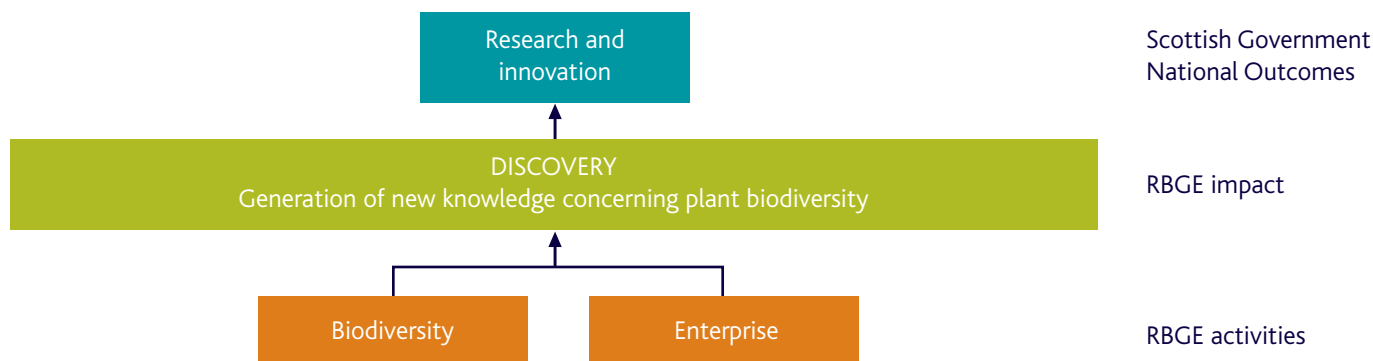 Research and
innovation
Scottish Government
National Outcomes
DISCOVERY
Generation of new knowledge concerning plant biodiversity
RBGE impact
Biodiversity
Enterprise
RBGE activities